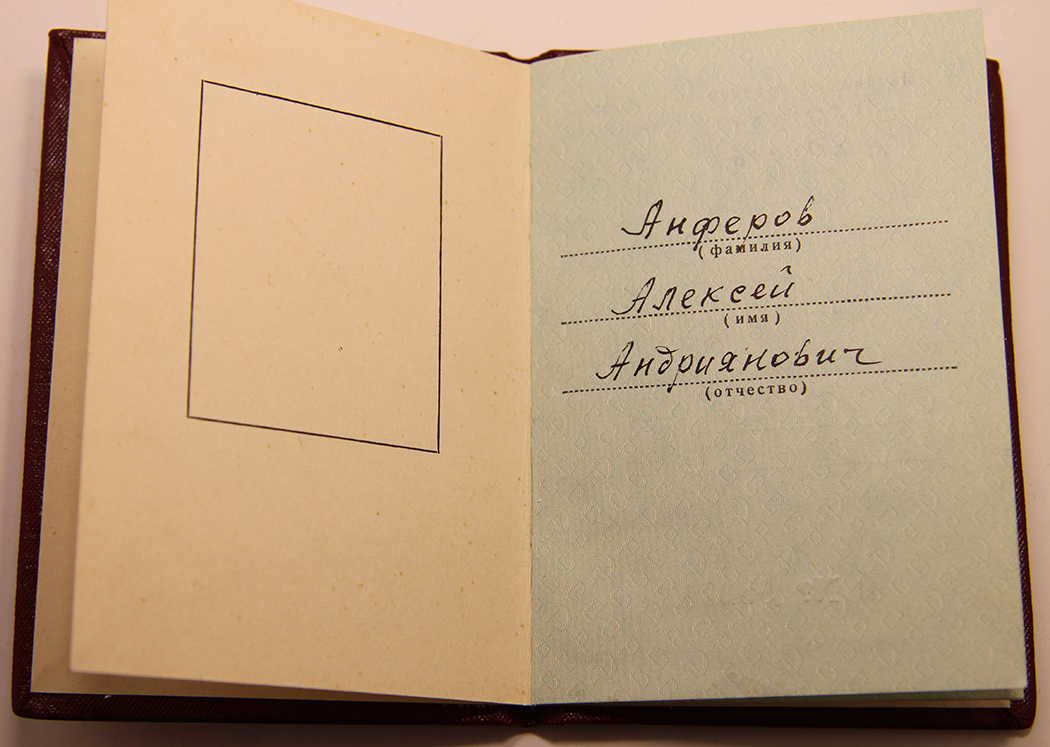 Анферов
(фамилия)
Алексей
(имя)
Андриянович
(отчество)